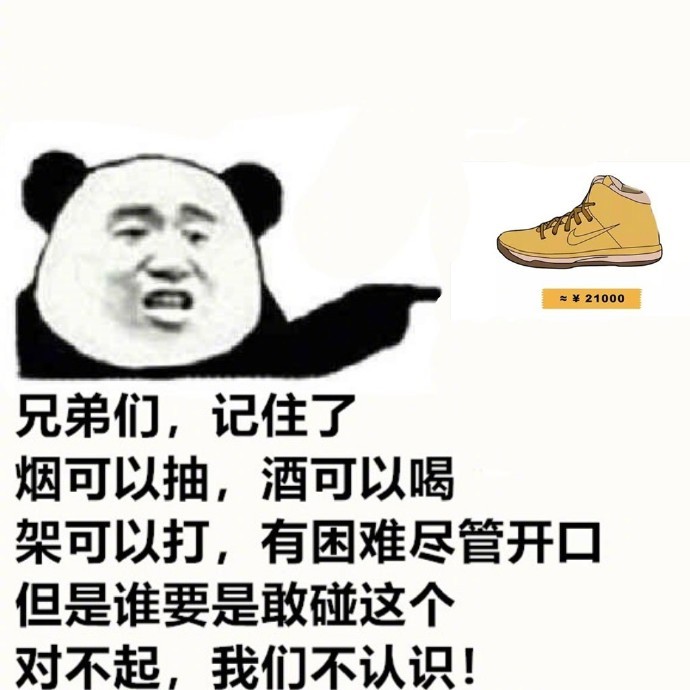 ≈ ¥ 21000
兄弟们，记住了
烟可以抽，酒可以喝
架可以打，有困难尽管开口
但是谁要是敢碰这个
对不起，我们不认识！